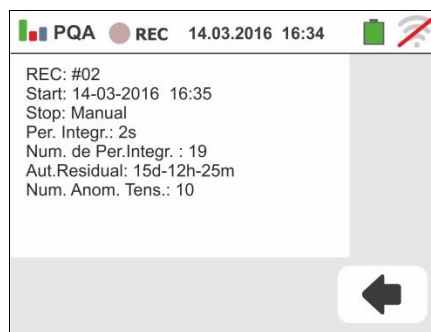 PQA REC 14.03.2016 16:34
REC: #02
Start: 14-03-2016 16:35
Stop: Manual
Per. Integr.: 2s
Num. de Per.Integr. : 19
Aut.Residual: 15d-12h-25m
Num. Anom. Tens.: 10